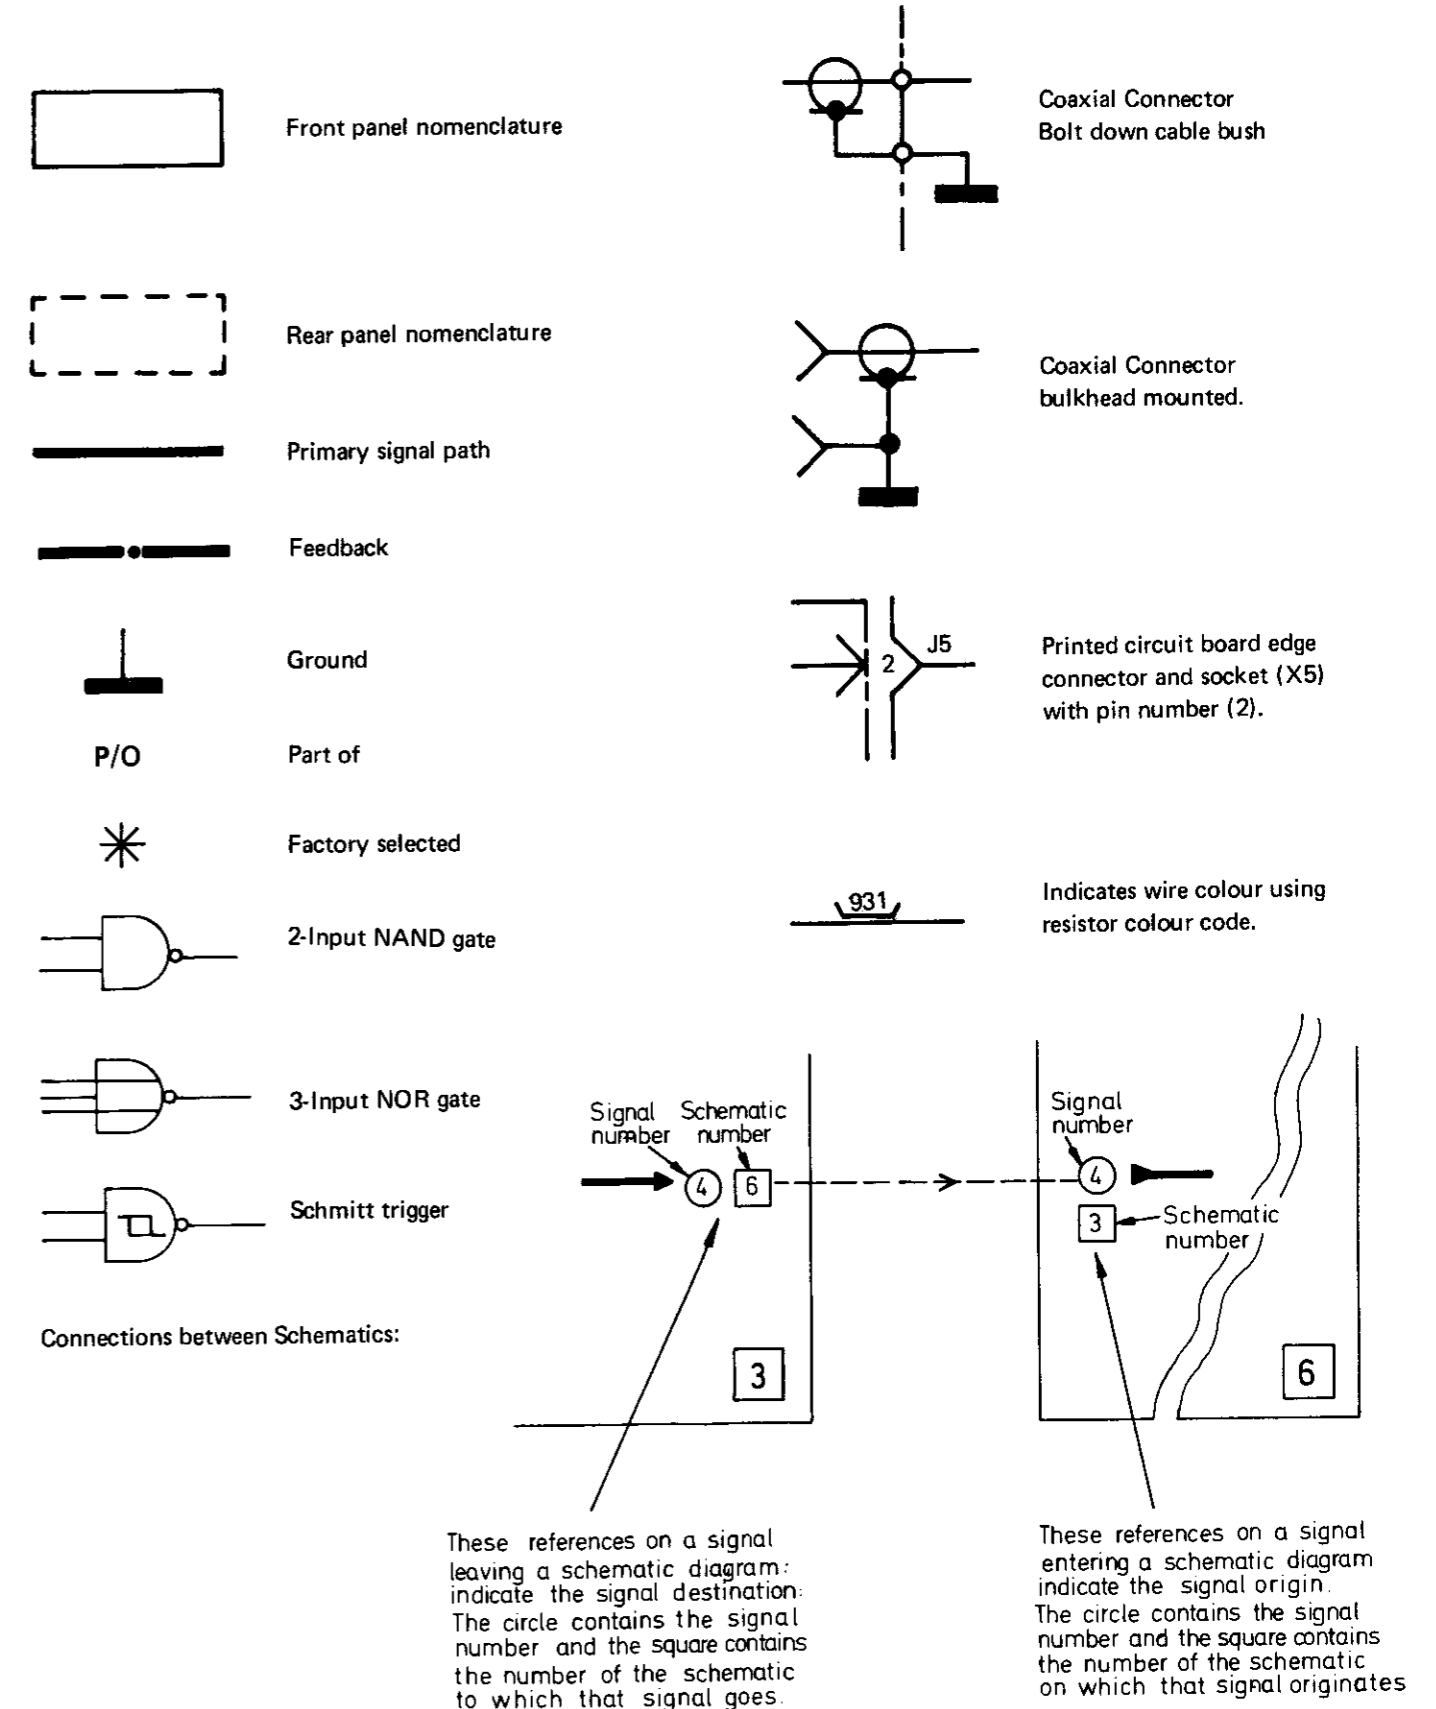 Front panel nomenclature
Rear panel nomenclature
Primary signal path
Feedback
Ground
P/O
Part of
Factory selected
2-Input NAND gate
3-Input NOR gate
Schmitt trigger
Coaxial Connector
Bolt down cable bush
Coaxial Connector
bulkhead mounted.
2
J5
Printed circuit board edge
connector and socket (X5)
with pin number (2).
931
Indicates wire colour using
resistor colour code.
Connections between Schematics:
Signal
number
Schematic
number
4
6
3
Signal
number
4
3
Schematic
number
6
These references on a signal
leaving a schematic diagram:
indicate the signal destination:
The circle contains the signal
number and the square contains
the number of the schematic
to which that signal goes.
These references on a signal
entering a schematic diagram
indicate the signal origin.
The circle contains the signal
number and the square contains
the number of the schematic
on which that signal originates